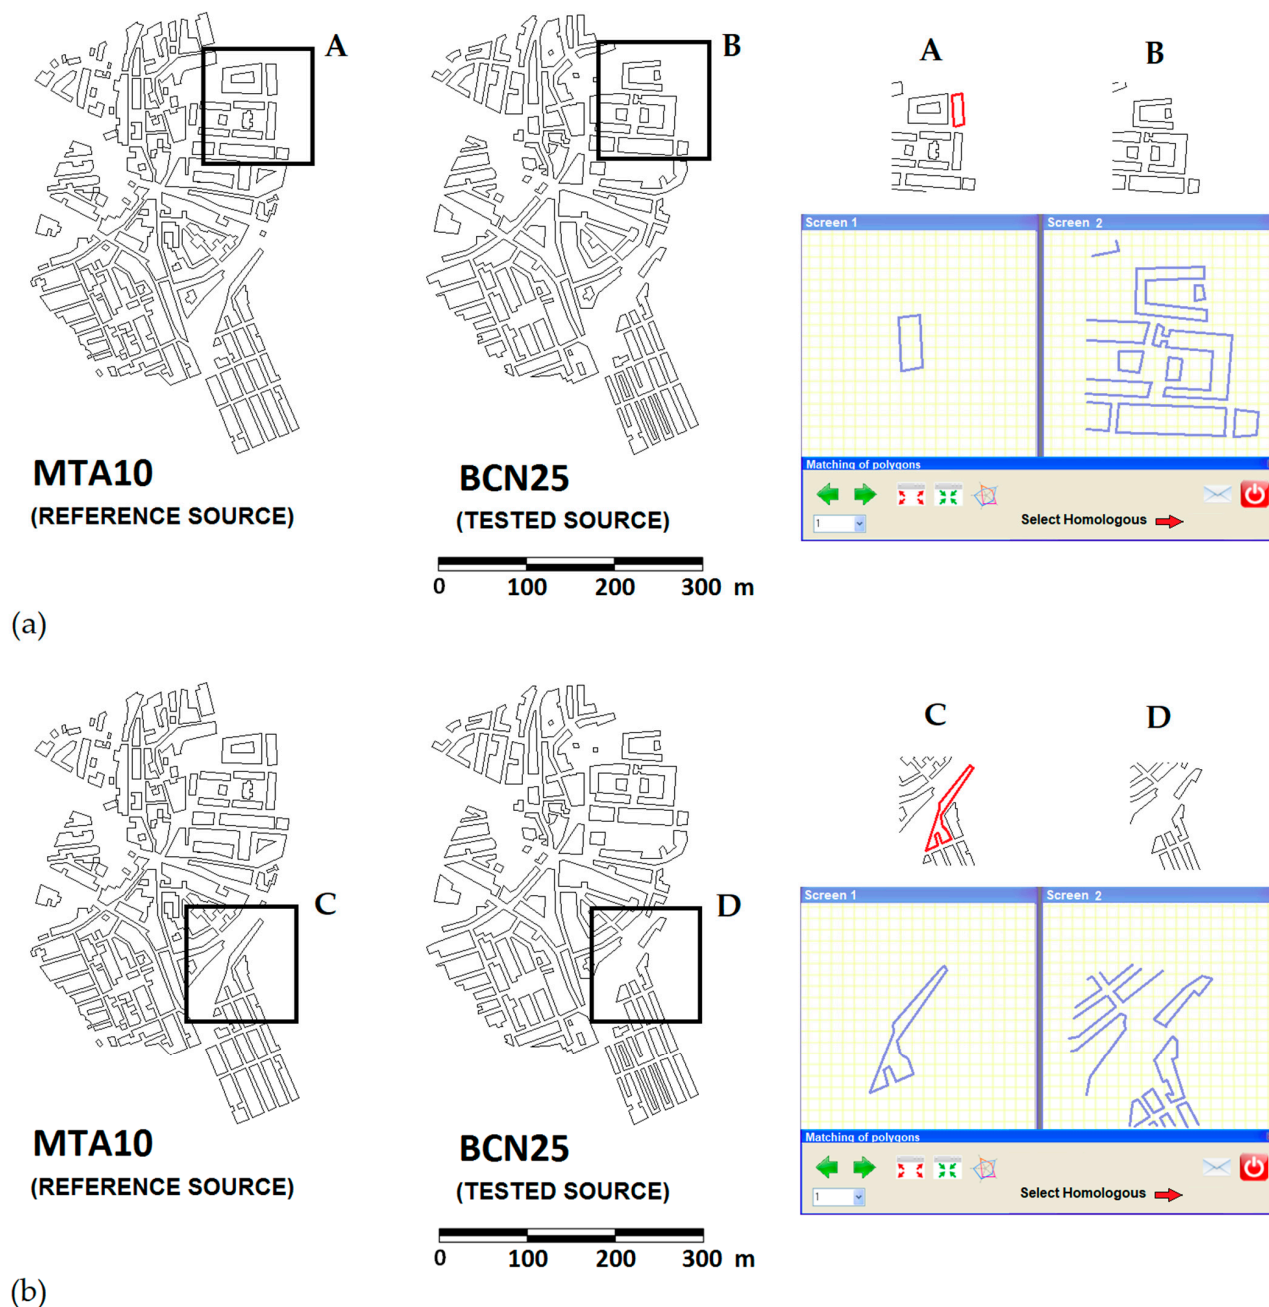 A
B
A
B
Screen 1
Screen 2
Matching of polygons
1
Select Homologous
MTA10
(REFERENCE SOURCE)
BCN25
(TESTED SOURCE)
0 100 200 300 m
(a)
C
D
C
D
Screen 1
Screen 2
Matching of polygons
1
Select Homologous
MTA10
(REFERENCE SOURCE)
BCN25
(TESTED SOURCE)
0 100 200 300 m
(b)